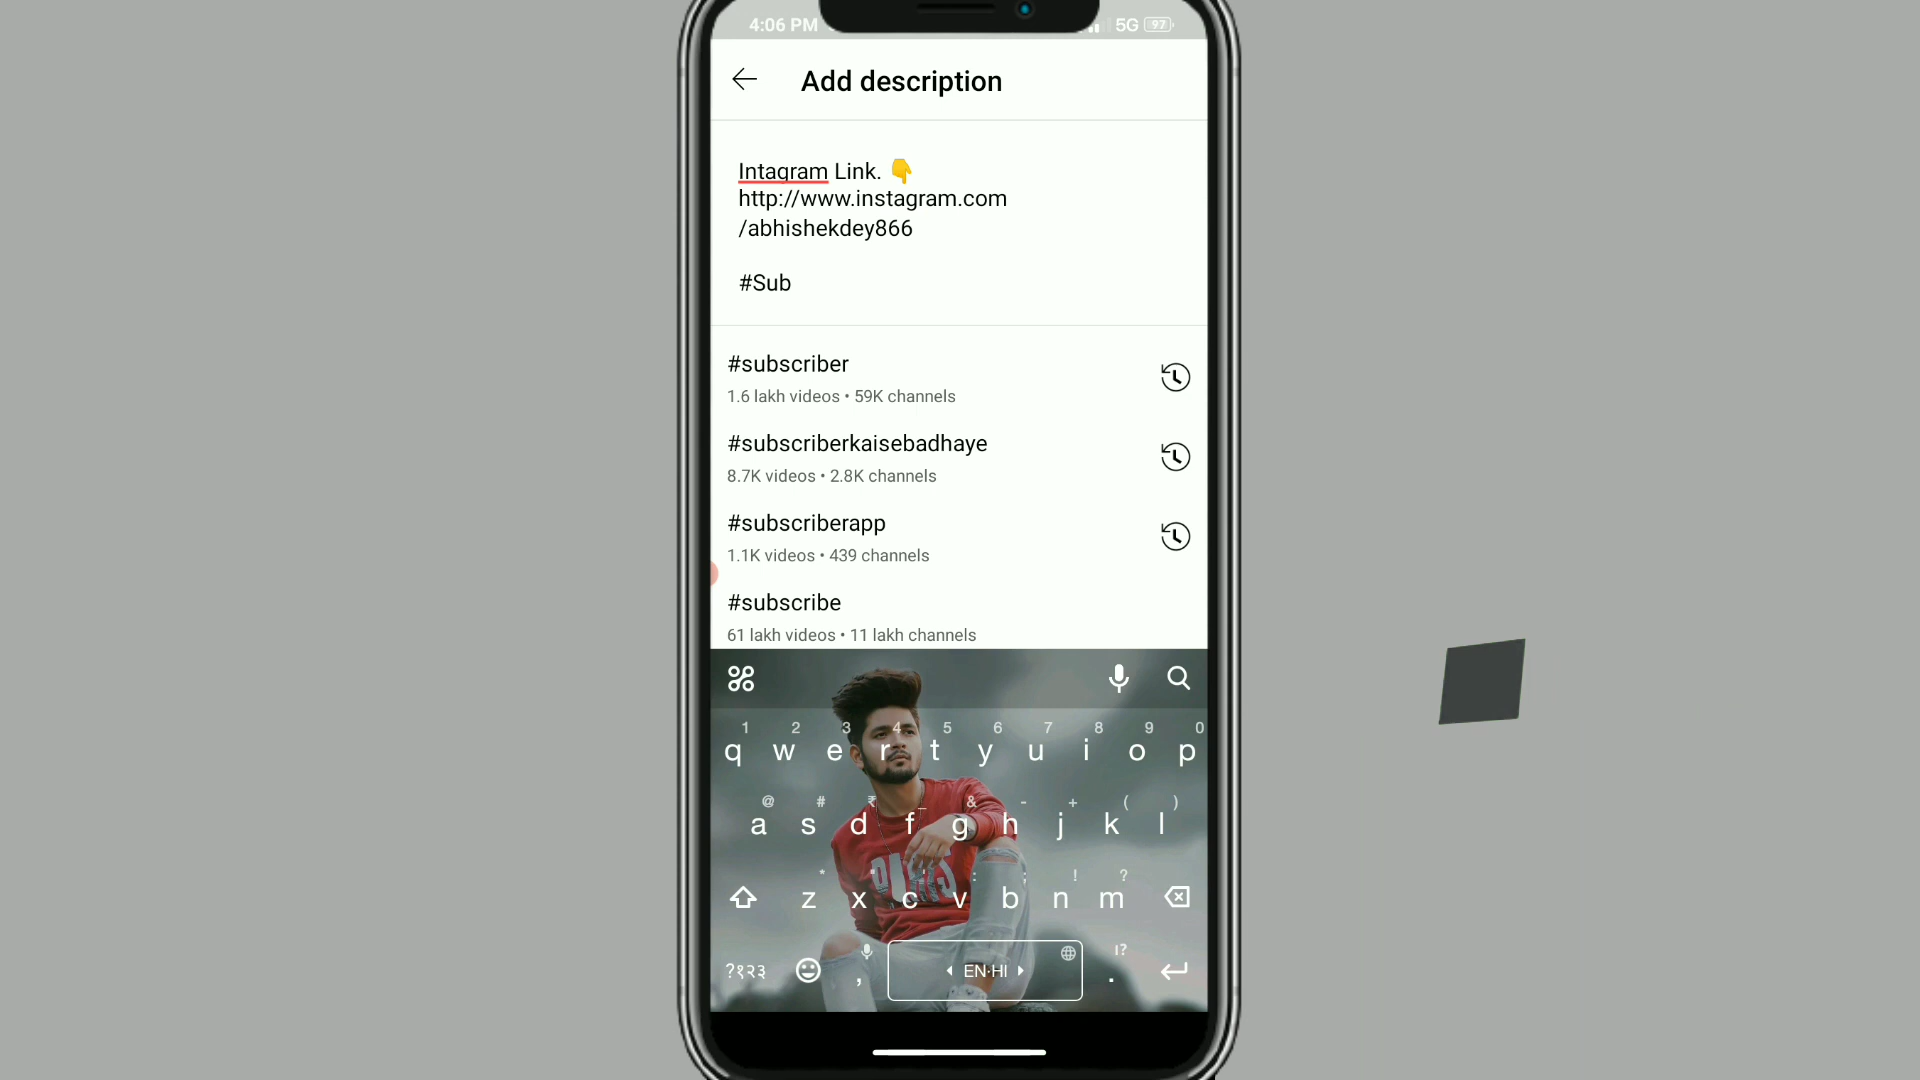 4:06 PM
5G 97
Add description
Intagram Link. 👇
http://www.instagram.com
/abhishekdey866
#Sub
#subscriber
1.6 lakh videos • 59K channels
#subscriberkaisebadhaye
8.7K videos • 2.8K channels
#subscriberapp
1.1K videos • 439 channels
#subscribe
61 lakh videos • 11 lakh channels
1 2 3 4 5 6 7 8 9 0
q w e r t y u i o p
@ # ₹ _ & - + ( )
a s d f g h j k l
* " ' : ; ! ?
z x c v b n m
?१२३ , EN·HI . !?